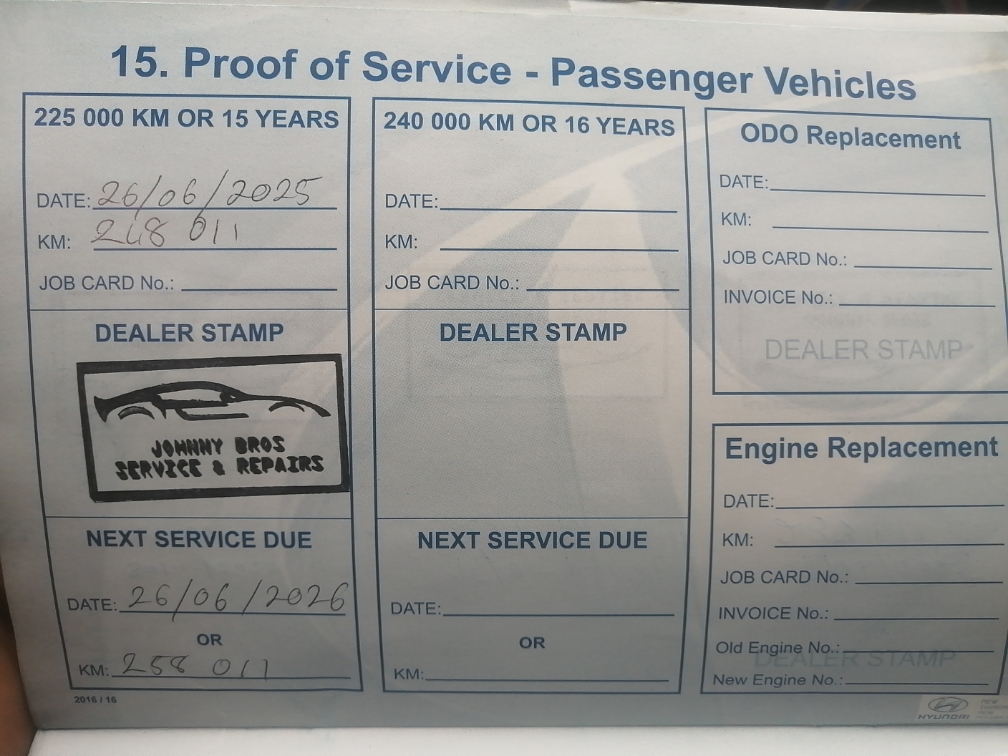 15. Proof of Service - Passenger Vehicles
225 000 KM OR 15 YEARS
DATE: 26/06/2025
KM: 248 011
JOB CARD No.:
DEALER STAMP
JOHNNY BROS
SERVICE & REPAIRS
NEXT SERVICE DUE
DATE: 26/06/2026
OR
KM: 258 011
2016 / 16
240 000 KM OR 16 YEARS
DATE:
KM:
JOB CARD No.:
DEALER STAMP
NEXT SERVICE DUE
DATE:
OR
KM:
ODO Replacement
DATE:
KM:
JOB CARD No.:
INVOICE No.:
DEALER STAMP
Engine Replacement
DATE:
KM:
JOB CARD No.:
INVOICE No.:
Old Engine No.:
DEALER STAMP
New Engine No.:
HYUNDAI